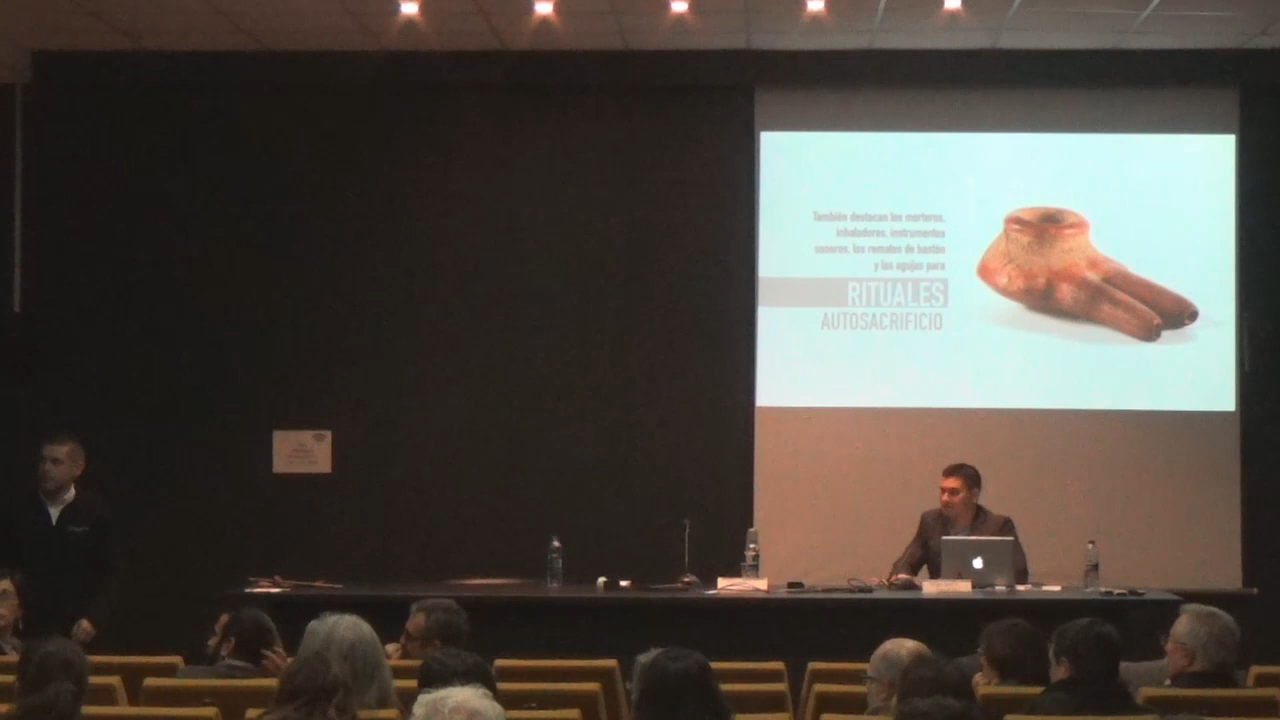 También destacan los morteros,
inhaladores, instrumentos
sonoros, los remates de bastón
y las agujas para
RITUALES
AUTOSACRIFICIO